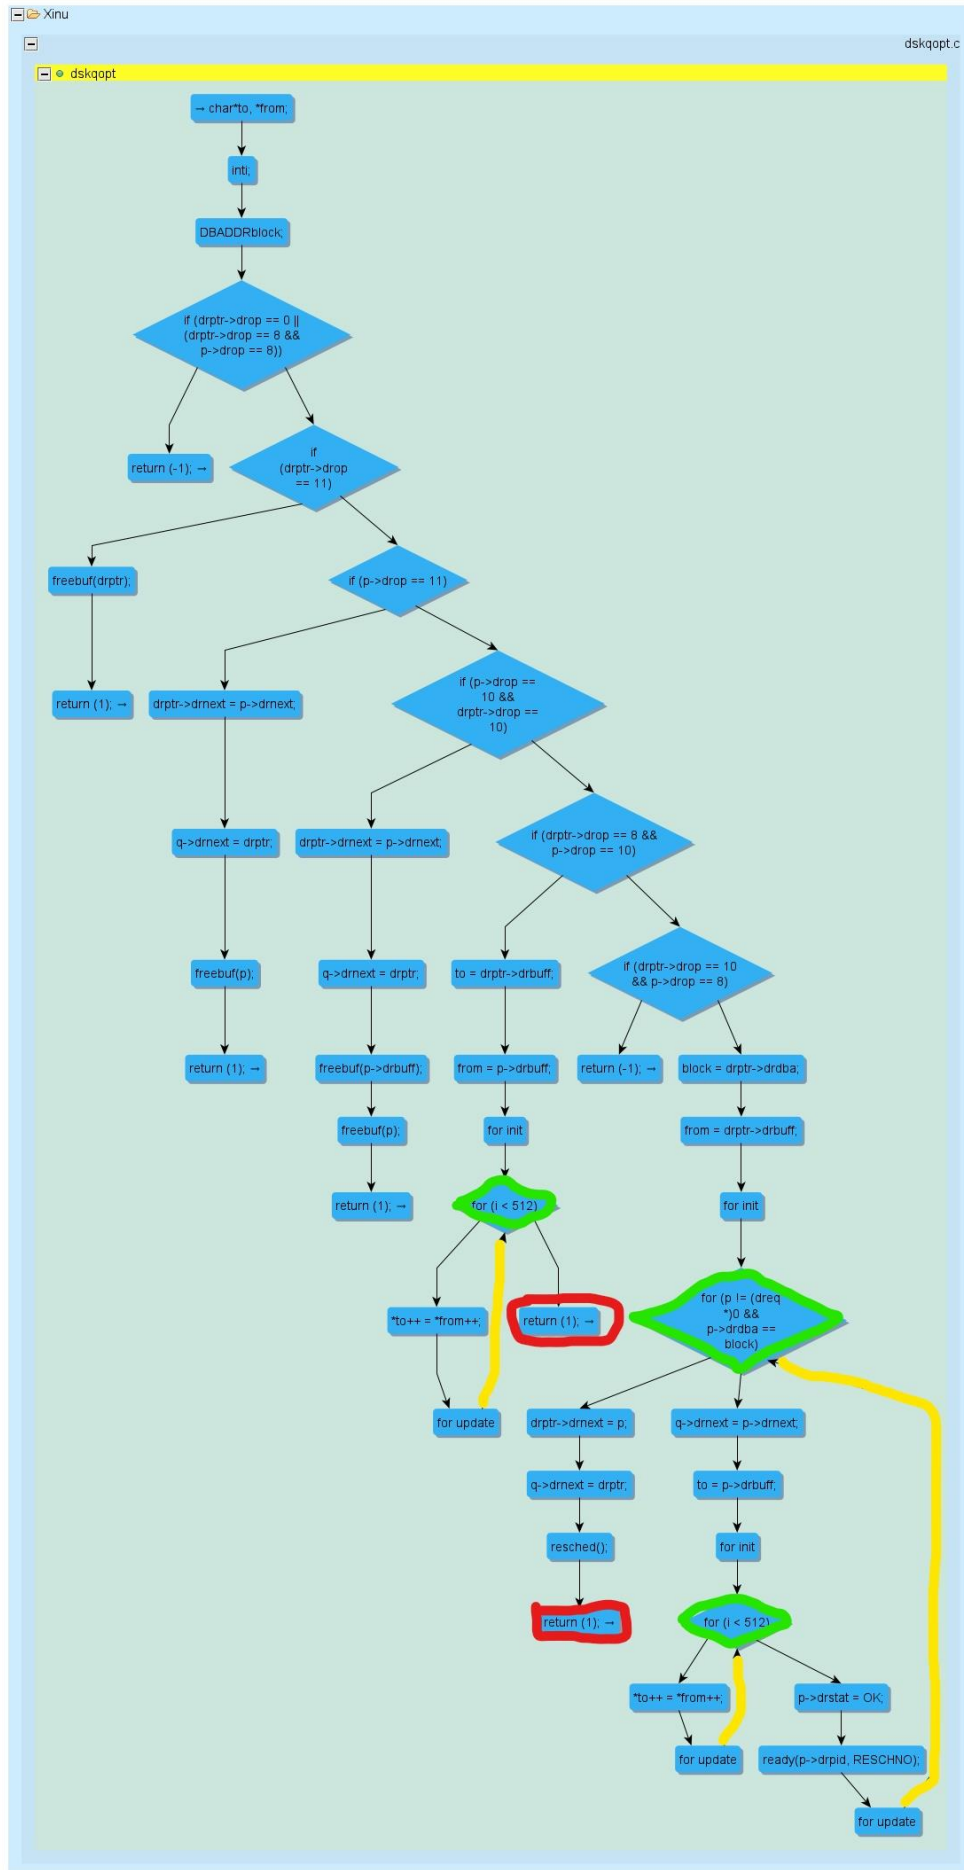 Xinu
dskqopt.c
dskqopt
→ char*to, *from;
inti;
DBADDRblock;
if (drptr->drop == 0 ||
(drptr->drop == 8 &&
p->drop == 8))
return (-1); →
if
(drptr->drop
== 11)
freebuf(drptr);
if (p->drop == 11)
return (1); →
drptr->drnext = p->drnext;
if (p->drop ==
10 &&
drptr->drop ==
10)
q->drnext = drptr;
drptr->drnext = p->drnext;
if (drptr->drop == 8 &&
p->drop == 10)
freebuf(p);
q->drnext = drptr;
to = drptr->drbuff;
if (drptr->drop == 10
&& p->drop == 8)
return (1); →
freebuf(p->drbuff);
from = p->drbuff;
return (-1); →
block = drptr->drdba;
freebuf(p);
for init
from = drptr->drbuff;
return (1); →
for (i < 512)
for init
*to++ = *from++;
return (1); →
for (p != (dreq
*)0 &&
p->drdba ==
block)
for update
drptr->drnext = p;
q->drnext = p->drnext;
q->drnext = drptr;
to = p->drbuff;
resched();
for init
return (1); →
for (i < 512)
*to++ = *from++;
p->drstat = OK;
for update
ready(p->drpid, RESCHNO);
for update